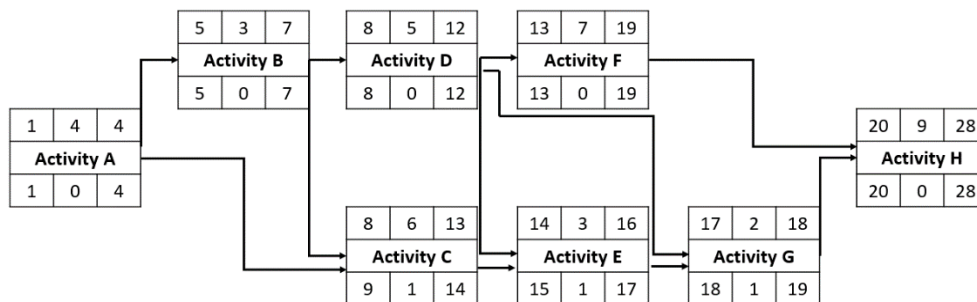 5 3 7
Activity B
5 0 7
8 5 12
Activity D
8 0 12
13 7 19
Activity F
13 0 19
1 4 4
Activity A
1 0 4
20 9 28
Activity H
20 0 28
8 6 13
Activity C
9 1 14
14 3 16
Activity E
15 1 17
17 2 18
Activity G
18 1 19